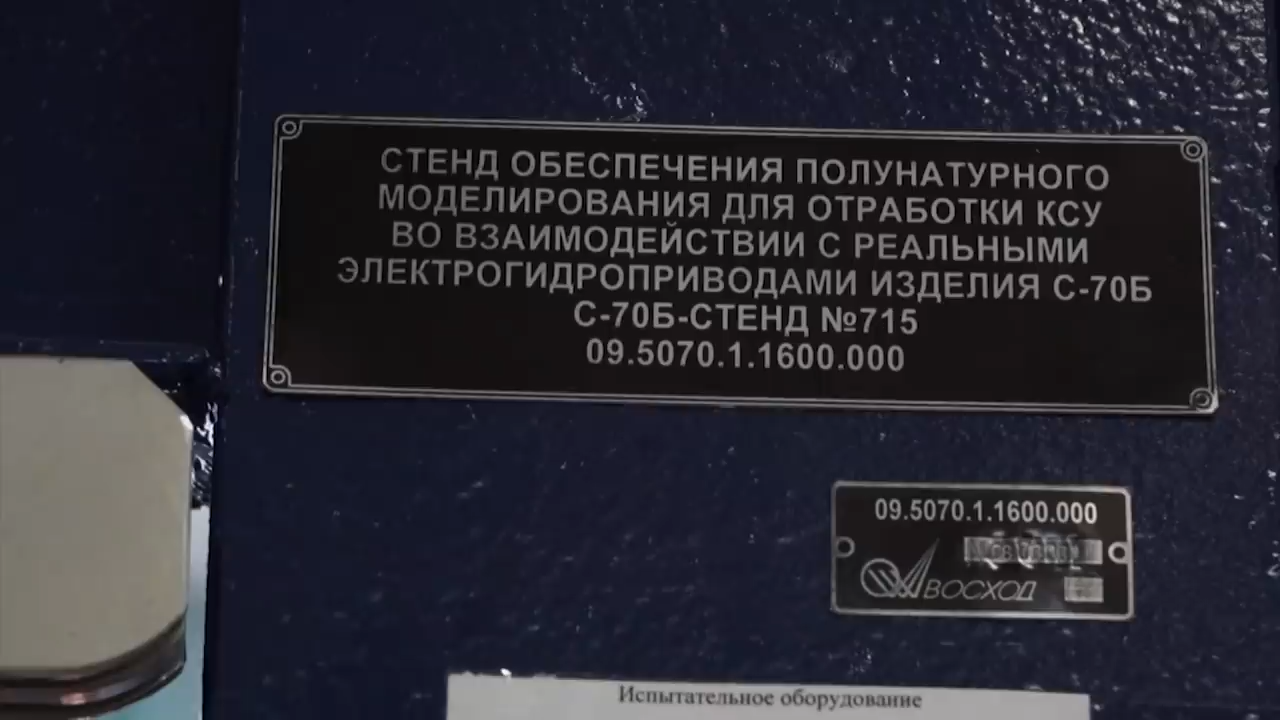 СТЕНД ОБЕСПЕЧЕНИЯ ПОЛУНАТУРНОГО
МОДЕЛИРОВАНИЯ ДЛЯ ОТРАБОТКИ КСУ
ВО ВЗАИМОДЕЙСТВИИ С РЕАЛЬНЫМИ
ЭЛЕКТРОГИДРОПРИВОДАМИ ИЗДЕЛИЯ С-70Б
С-70Б-СТЕНД №715
09.5070.1.1600.000
09.5070.1.1600.000
ВОСХОД
Испытательное оборудование